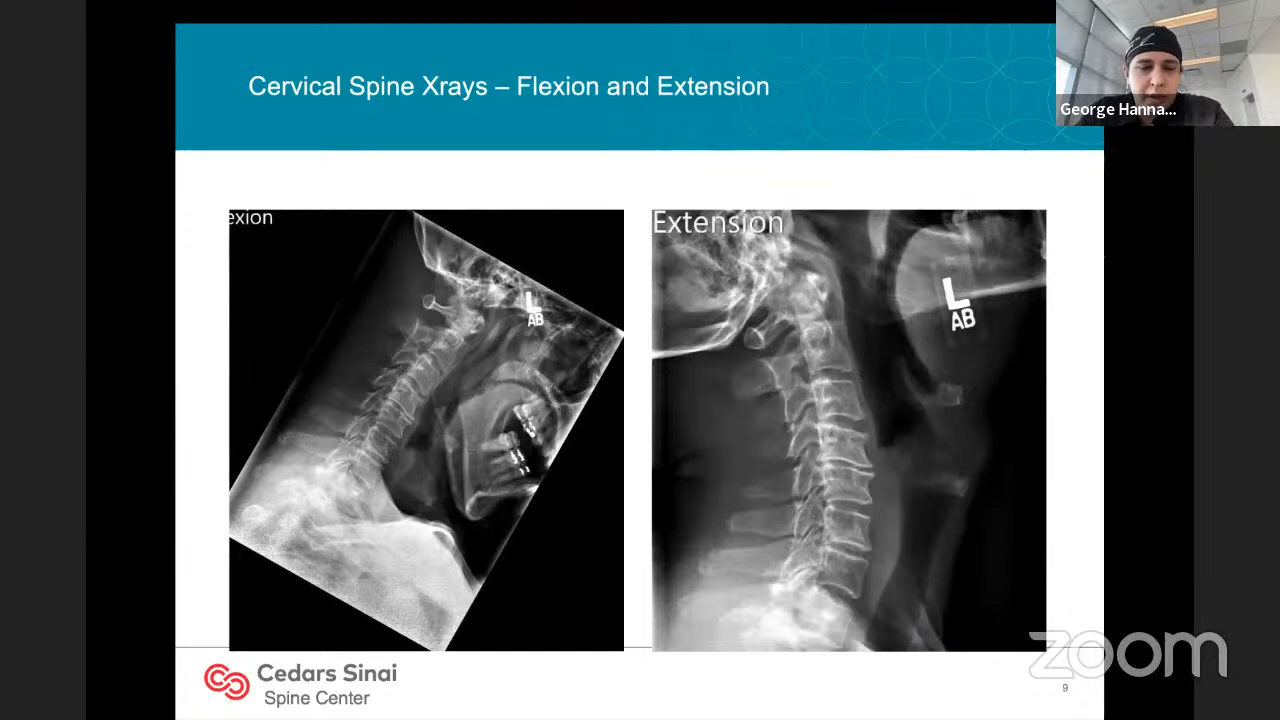 Cervical Spine Xrays – Flexion and Extension
George Hanna...
exion
Extension
L
AB
L
AB
Cedars Sinai
Spine Center
9
zoom